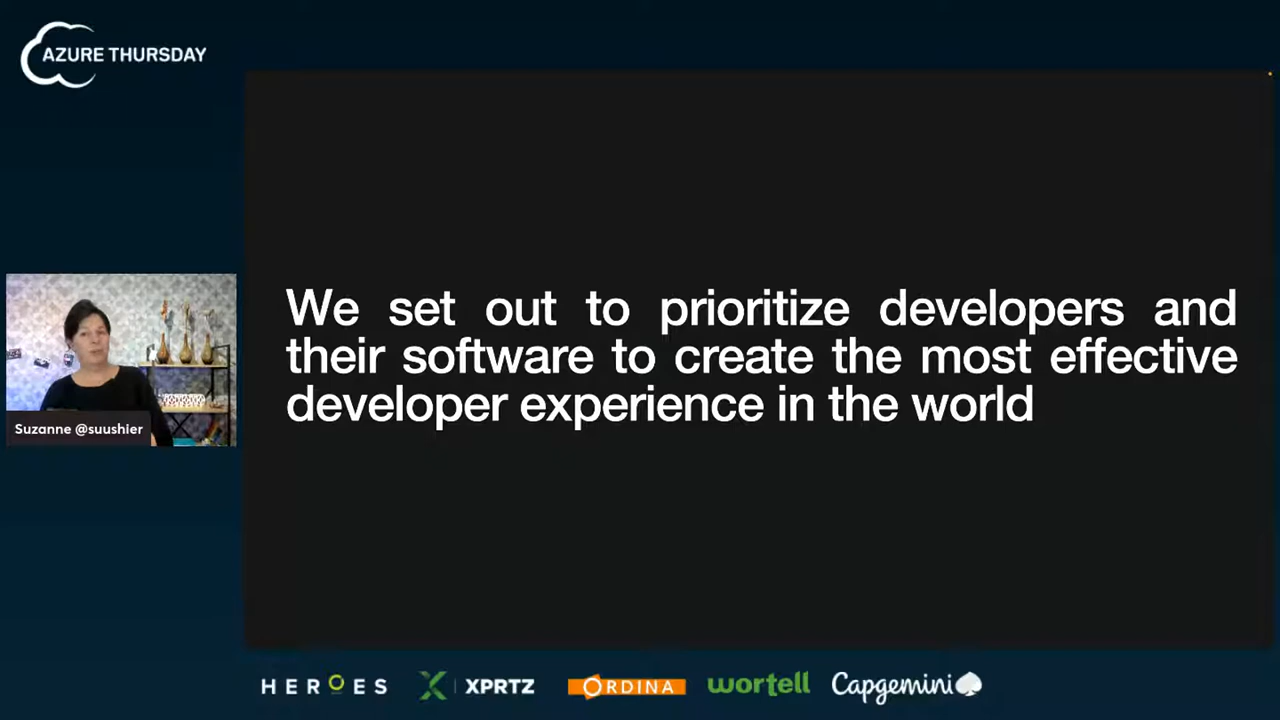 AZURE THURSDAY
We set out to prioritize developers and
their software to create the most effective
developer experience in the world
Suzanne @suushier
HEROES XPRTZ ORDINA wortell Capgemini